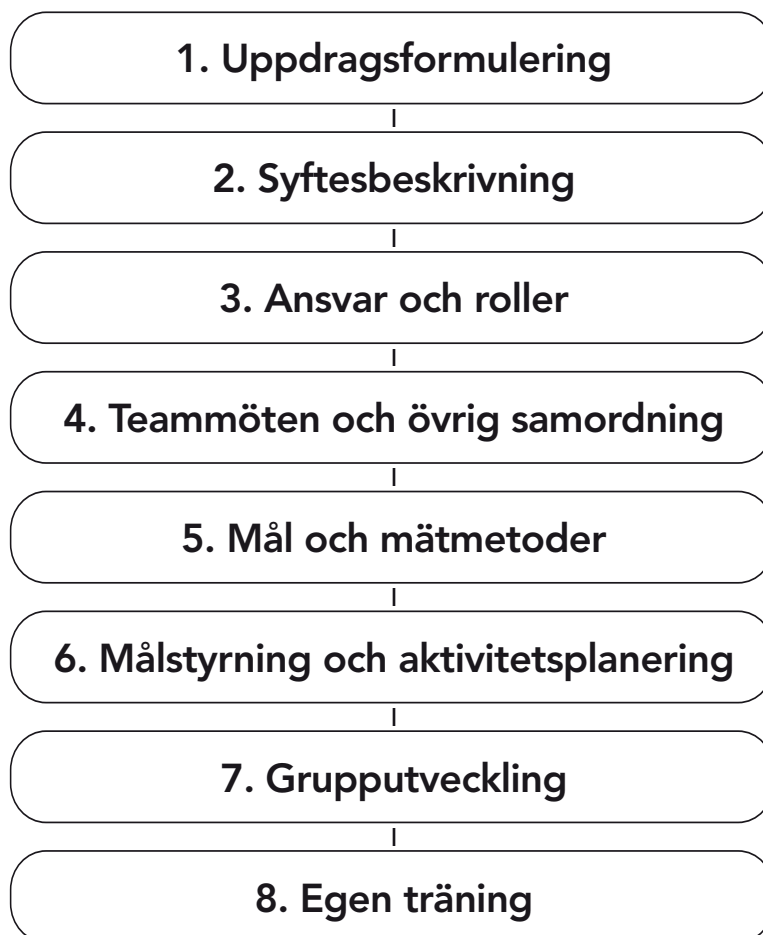 1. Uppdragsformulering
2. Syftesbeskrivning
3. Ansvar och roller
4. Teammöten och övrig samordning
5. Mål och mätmetoder
6. Målstyrning och aktivitetsplanering
7. Grupputveckling
8. Egen träning